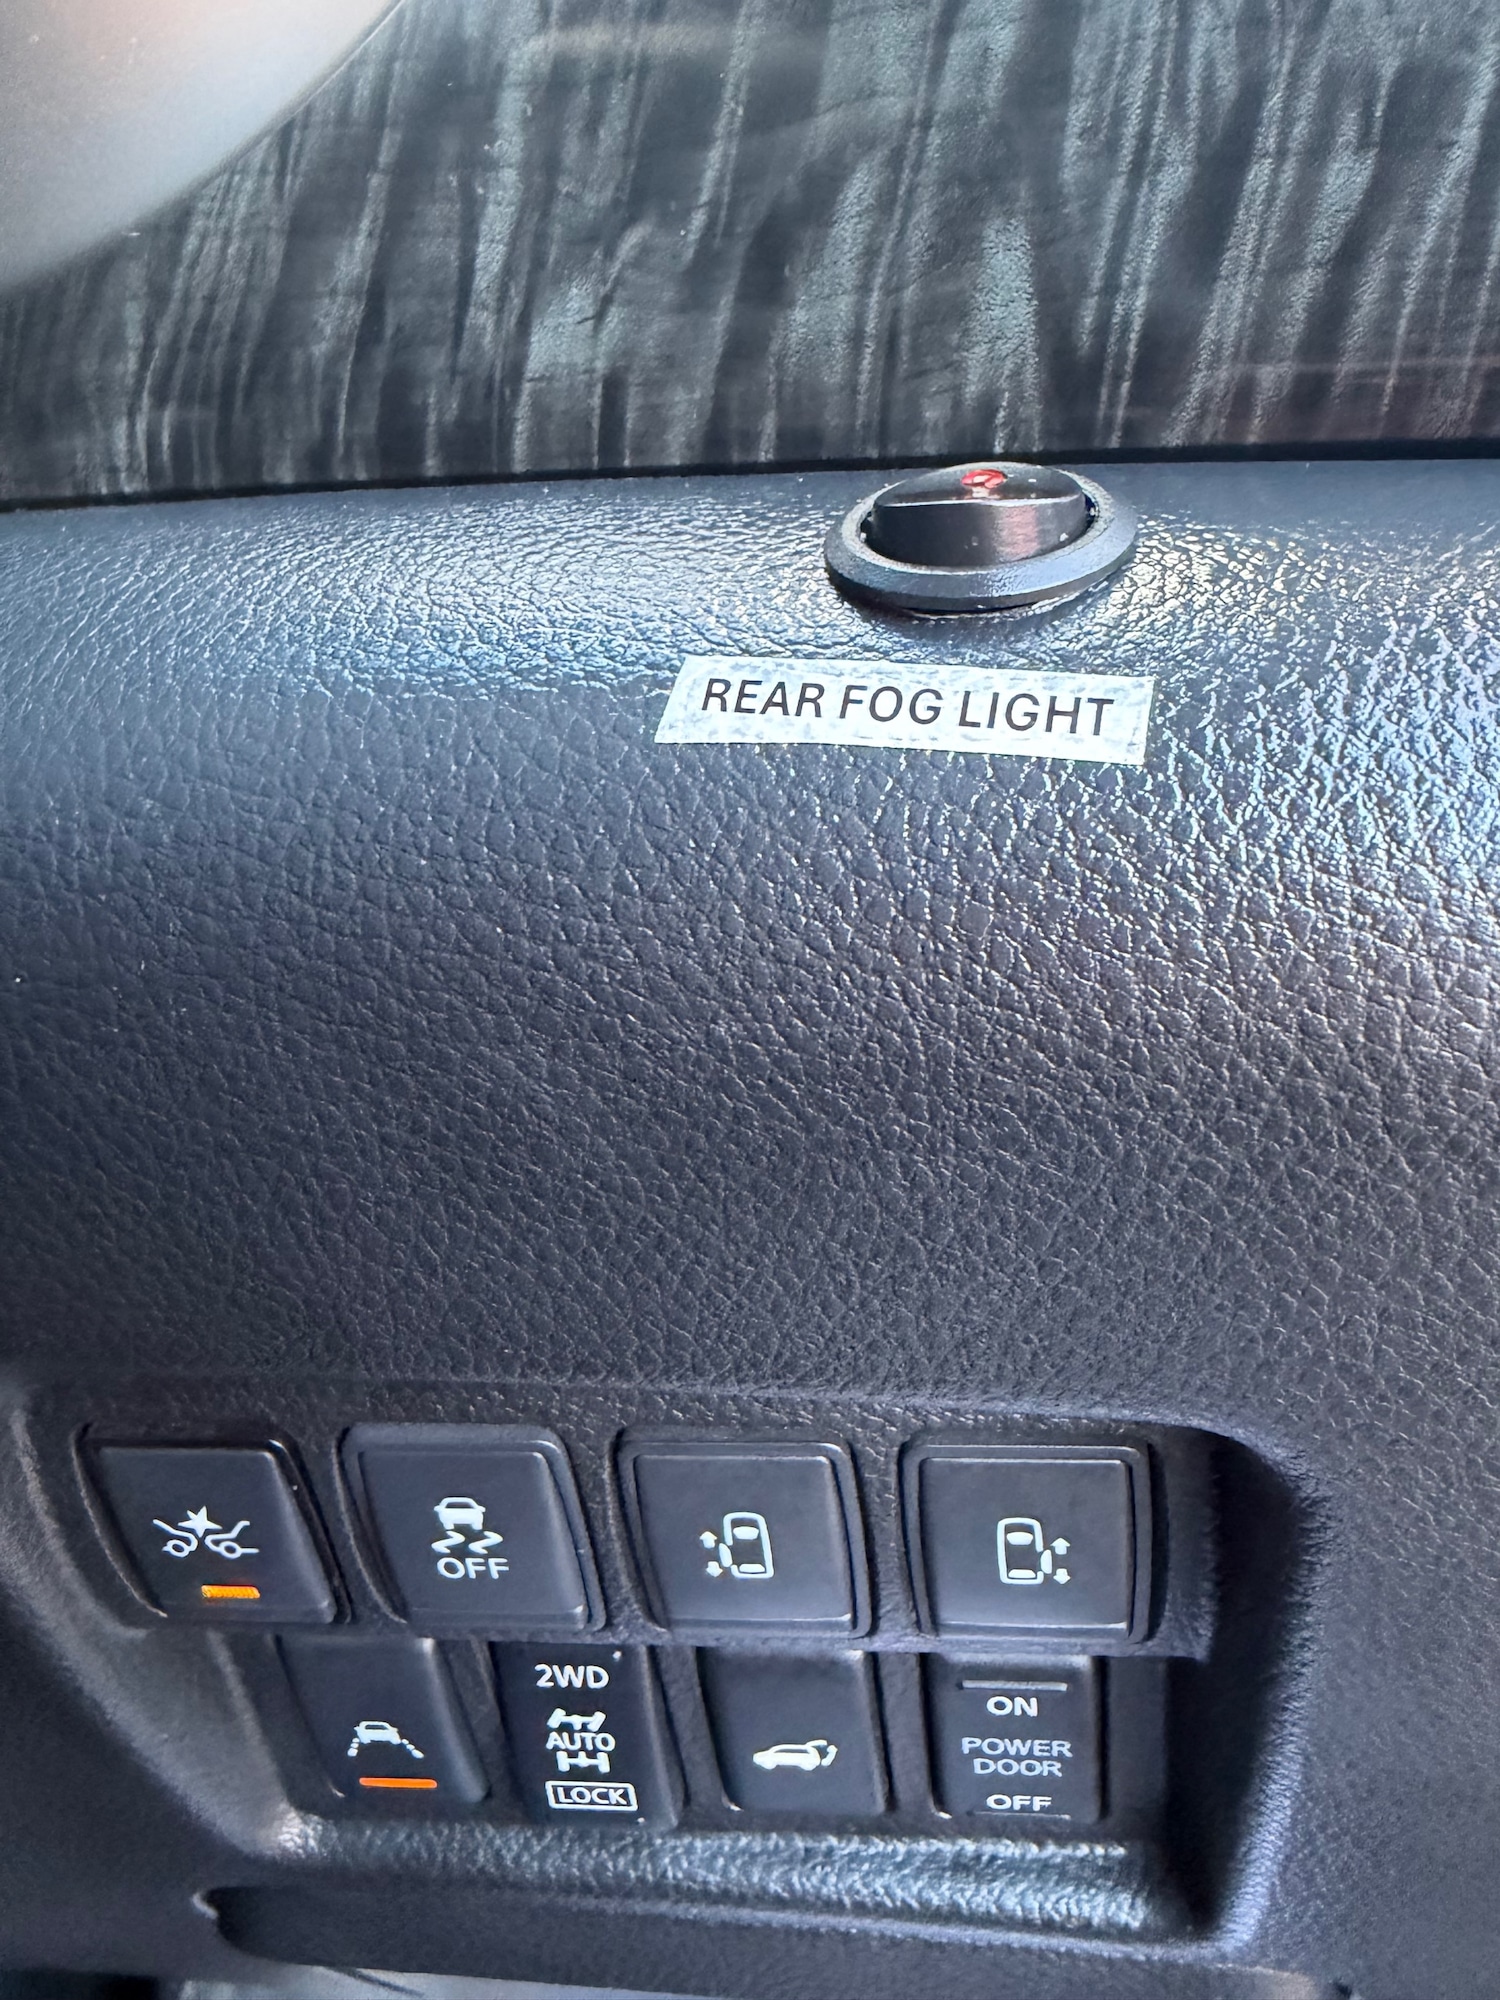 REAR FOG LIGHT
OFF
2WD
AUTO
LOCK
ON
POWER
DOOR
OFF